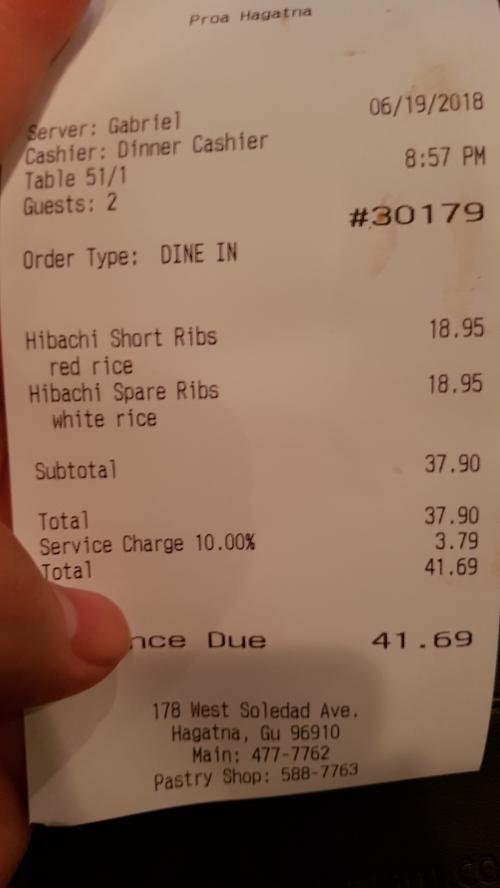 Proa Hagatna
Server: Gabriel 06/19/2018
Cashier: Dinner Cashier
Table 51/1 8:57 PM
Guests: 2
#30179
Order Type: DINE IN
Hibachi Short Ribs 18.95
red rice
Hibachi Spare Ribs 18.95
white rice
Subtotal 37.90
Total 37.90
Service Charge 10.00% 3.79
Total 41.69
nce Due 41.69
178 West Soledad Ave.
Hagatna, Gu 96910
Main: 477-7762
Pastry Shop: 588-7763